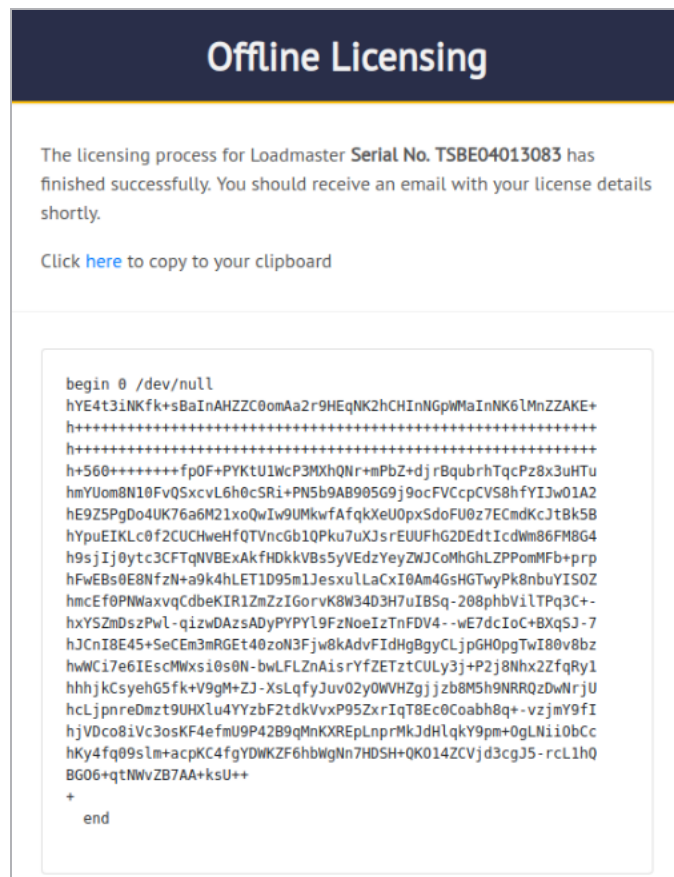 Offline Licensing
The licensing process for Loadmaster Serial No. TSBE04013083 has
finished successfully. You should receive an email with your license details
shortly.
Click here to copy to your clipboard
begin 0 /dev/null
hYE4t3iNKfk+sBaInAHZZC0omAa2r9HEqNK2hCHInNGpWMaInNK6lMnZZAKE+
h++++++++++++++++++++++++++++++++++++++++++++++++++++++++++++
h++++++++++++++++++++++++++++++++++++++++++++++++++++++++++++
h+560++++++++fpOF+PYKtU1WcP3MXhQNr+mPbZ+djrBqubrhTqcPz8x3uHTu
hmYUom8N10FvQSxcvL6h0cSRi+PN5b9AB905G9j9ocFVCcpCVS8hfYIJwO1A2
hE9Z5PgDo4UK76a6M21xoQwIw9UMkwfAfqkXeUOpxSdoFU0z7ECmdKcJtBk5B
hYpuEIKLc0f2CUCHweHfQTVncGb1QPku7uXJsrEUUFhG2DEdtIcdWm86FM8G4
h9sjIj0ytc3CFTqNVBExAkfHDkkVBs5yVEdzYeyZWJCoMhGhLZPPomMFb+prp
hFwEBs0E8NfzN+a9k4hLET1D95m1JesxulLaCxI0Am4GsHGTwyPk8nbuYISOZ
hmcEf0PNWaxvqCdbeKIR1ZmZzIGorvK8W34D3H7uIBSq-208phbVilTPq3C+-
hxYSZmDszPwl-qizwDAzsADyPYPYl9FzNoeIzTnFDV4--wE7dcIoC+BXqSJ-7
hJCnI8E45+SeCEm3mRGEt40zoN3Fjw8kAdvFIdHgBgyCLjpGHOpgTwI80v8bz
hwWCi7e6IEscMWxsi0s0N-bwLFLZnAisrYfZETztCULy3j+P2j8Nhx2ZfqRy1
hhhjkCsyehG5fk+V9gM+ZJ-XsLqfyJuvO2yOWVHZgjjzb8M5h9NRRQzDwNrjU
hcLjpnreDmzt9UHXlu4YYzbF2tdkVvxP95ZxrIqT8Ec0Coabh8q+-vzjmY9fI
hjVDco8iVc3osKF4efmU9P42B9qMnKXREpLnprMkJdHlqkY9pm+OgLNiiObCc
hKy4fq09slm+acpKC4fgYDWKZF6hbWgNn7HDSH+QKO14ZCVjd3cgJ5-rcL1hQ
BGO6+qtNWvZB7AA+ksU++
+
end